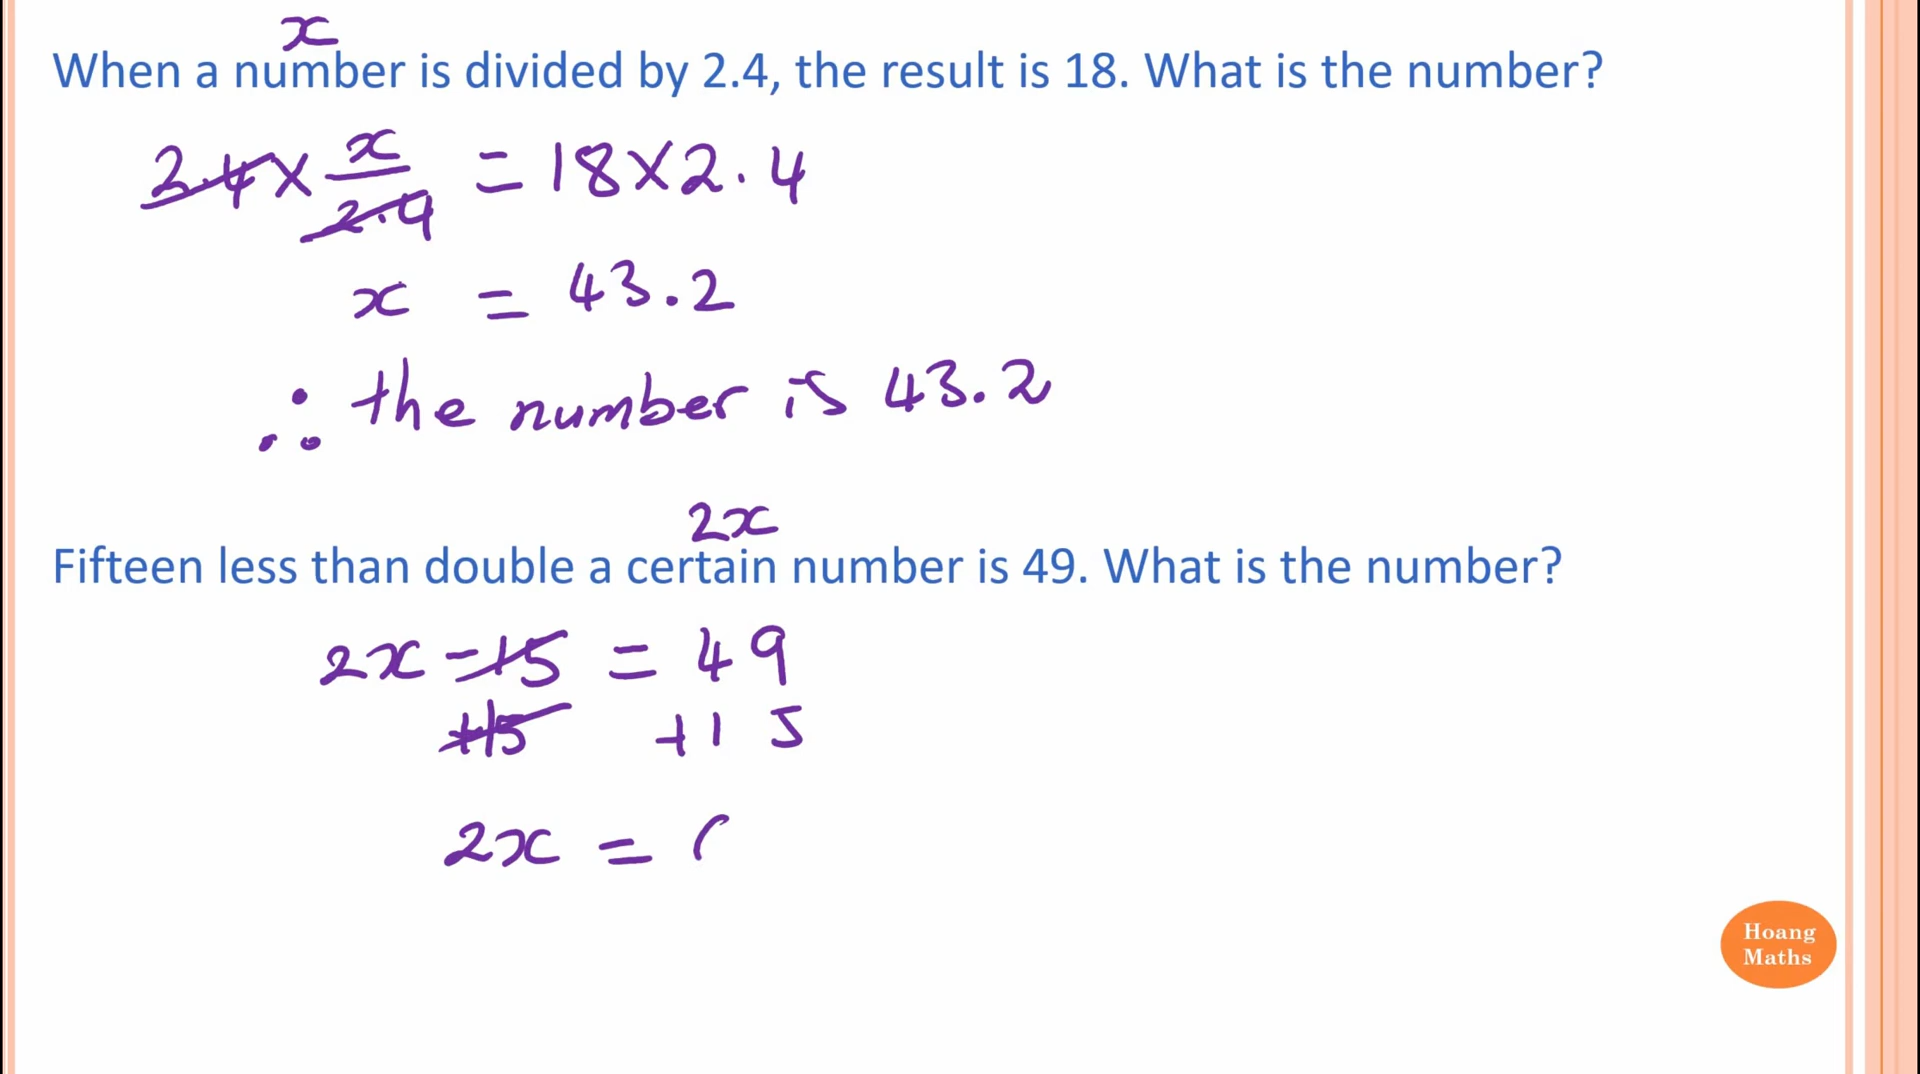 x
When a number is divided by 2.4, the result is 18. What is the number?
2.4 × x/2.4 = 18 × 2.4
x = 43.2
∴ the number is 43.2
2x
Fifteen less than double a certain number is 49. What is the number?
2x - 15 = 49
+15 +15
2x =
Hoang
Maths